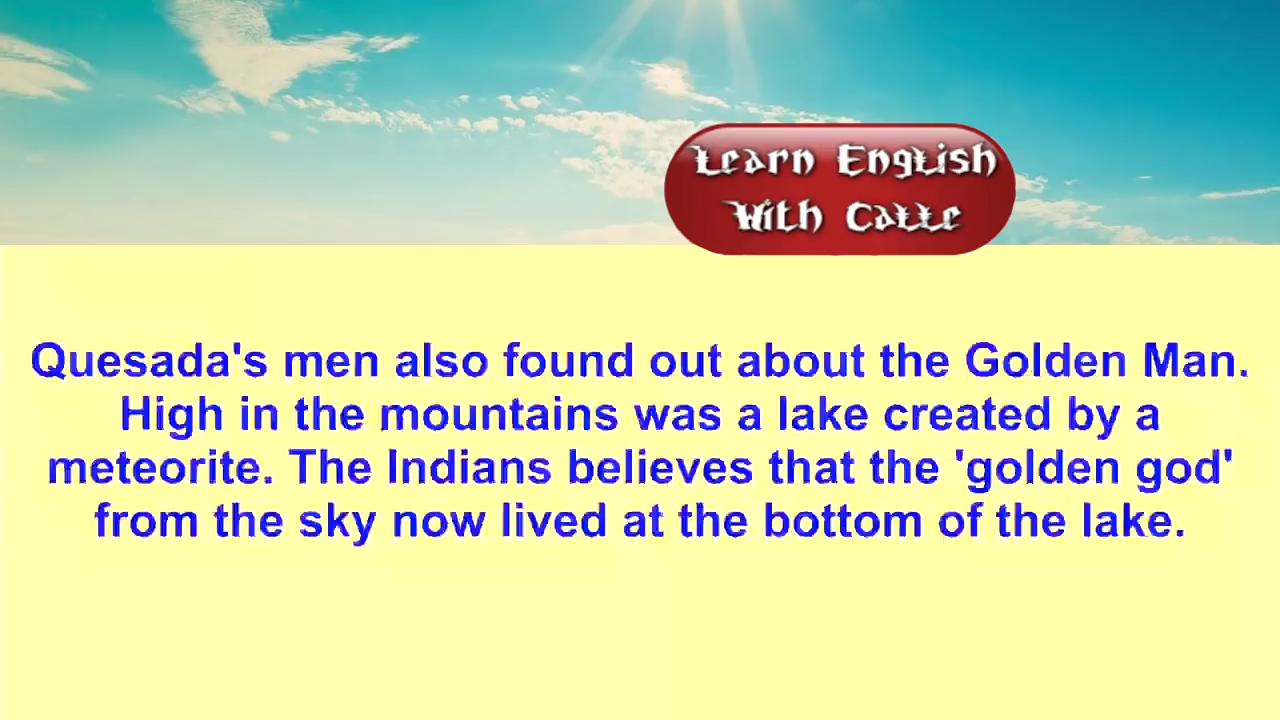 Learn English
With Catle
Quesada's men also found out about the Golden Man.
High in the mountains was a lake created by a
meteorite. The Indians believes that the 'golden god'
from the sky now lived at the bottom of the lake.